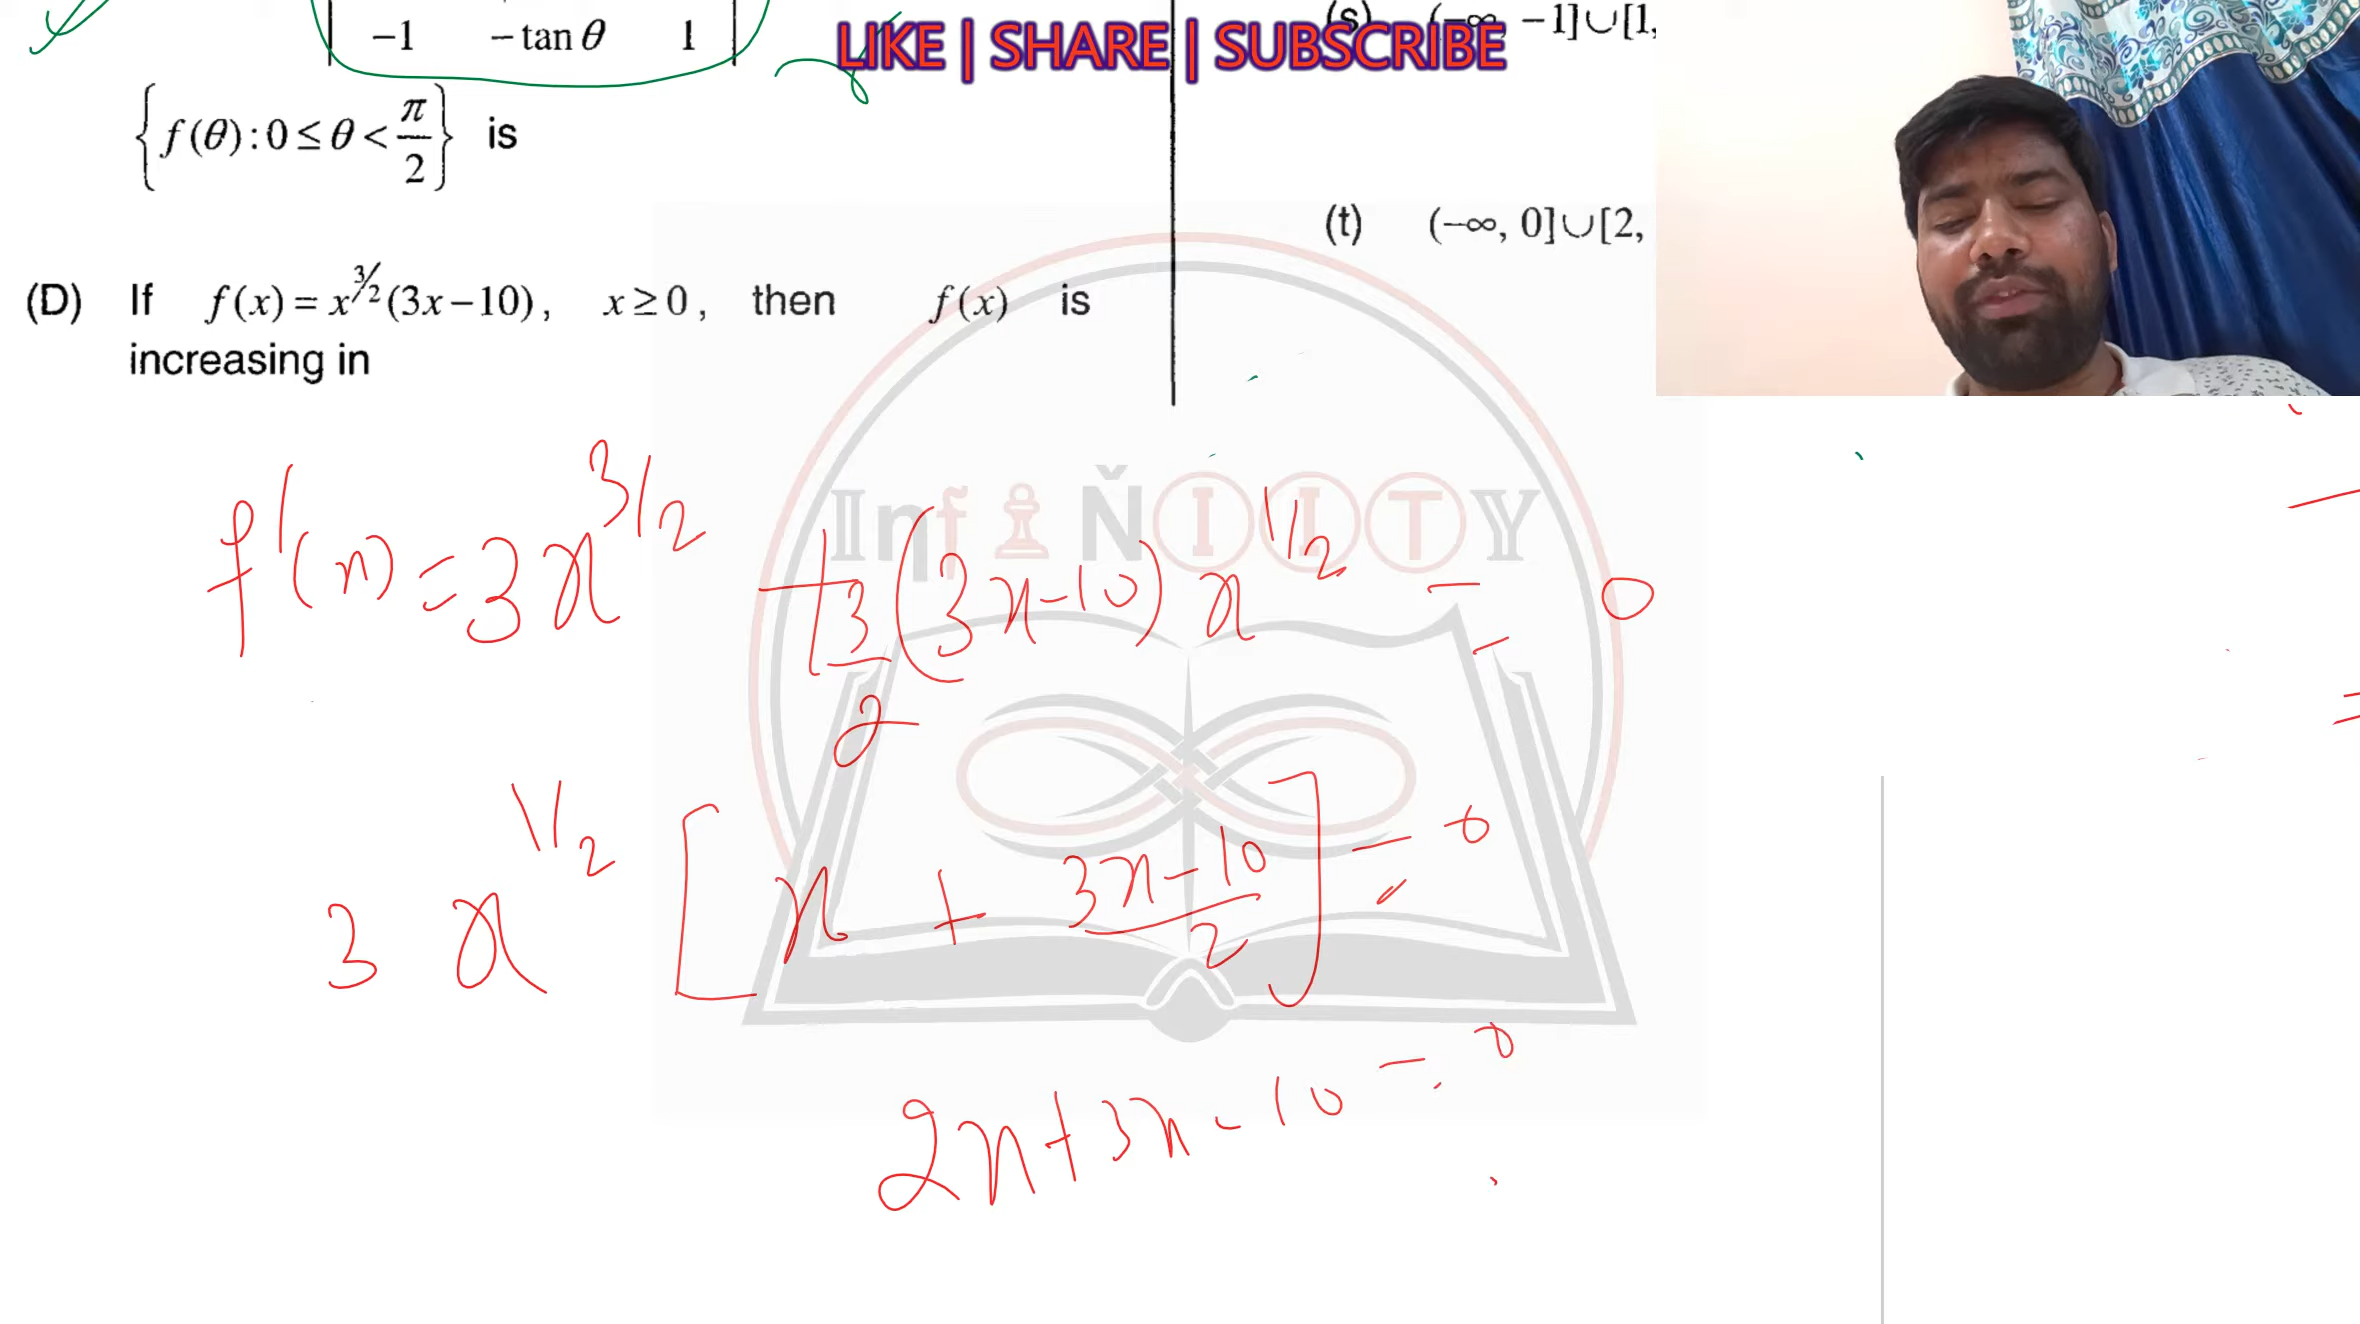 -1 - tan θ 1
LIKE | SHARE | SUBSCRIBE
(s) (-∞, -1]∪[1,
{f(θ):0≤θ<π/2} is
(t) (-∞, 0]∪[2,
(D) If f(x)=x^{3/2}(3x-10), x≥0, then f(x) is
increasing in
InfiŇITY
f'(x)=3x^{3/2} + 3/2 (3x-10) x^{1/2} = 0
3 x^{1/2} [x + (3x-10)/2] = 0
2x+3x-10=0